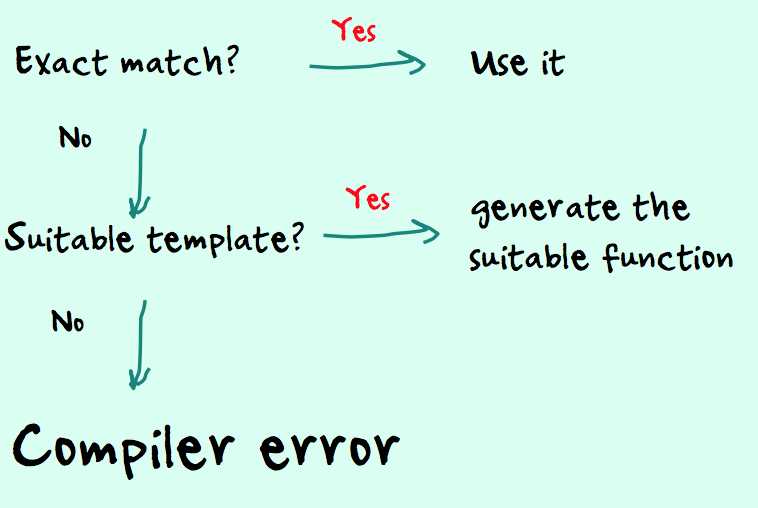 Yes
Exact match?
Use it
No
Yes
generate the
Suitable template?
suitable function
No
Compiler error